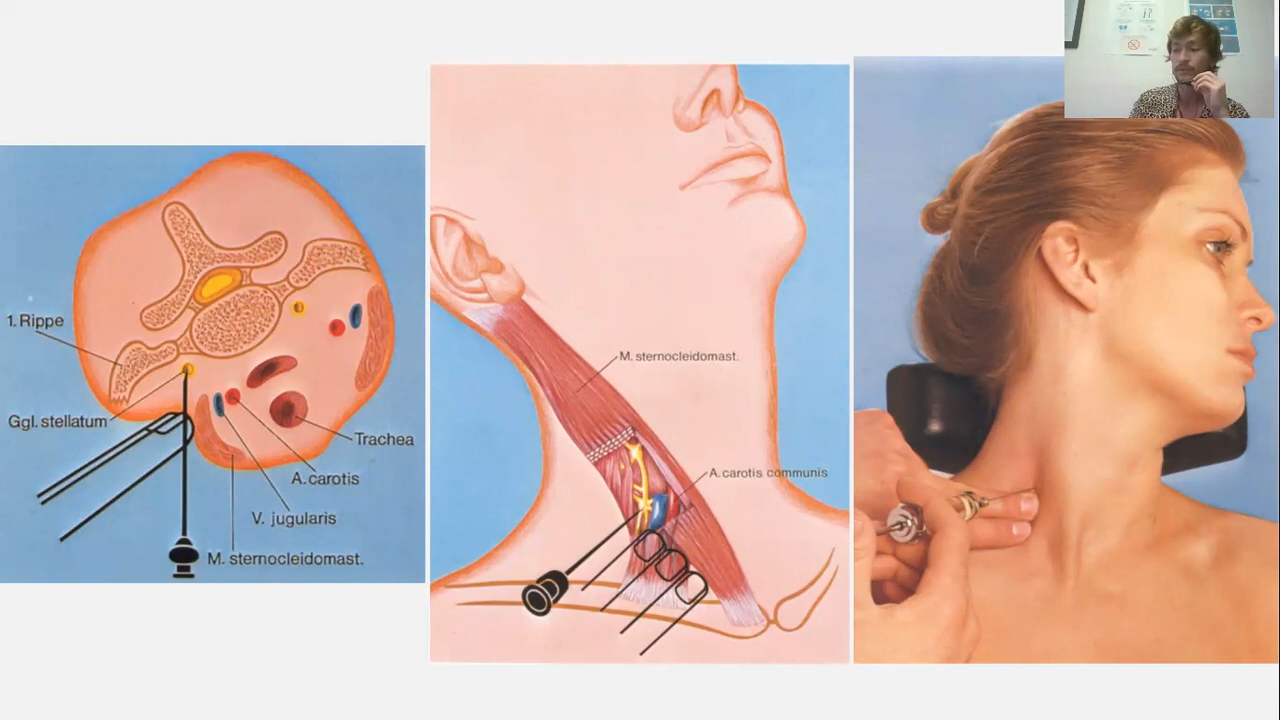 1. Rippe
Ggl. stellatum
Trachea
A. carotis
V. jugularis
M. sternocleidomast.
M. sternocleidomast.
A. carotis communis